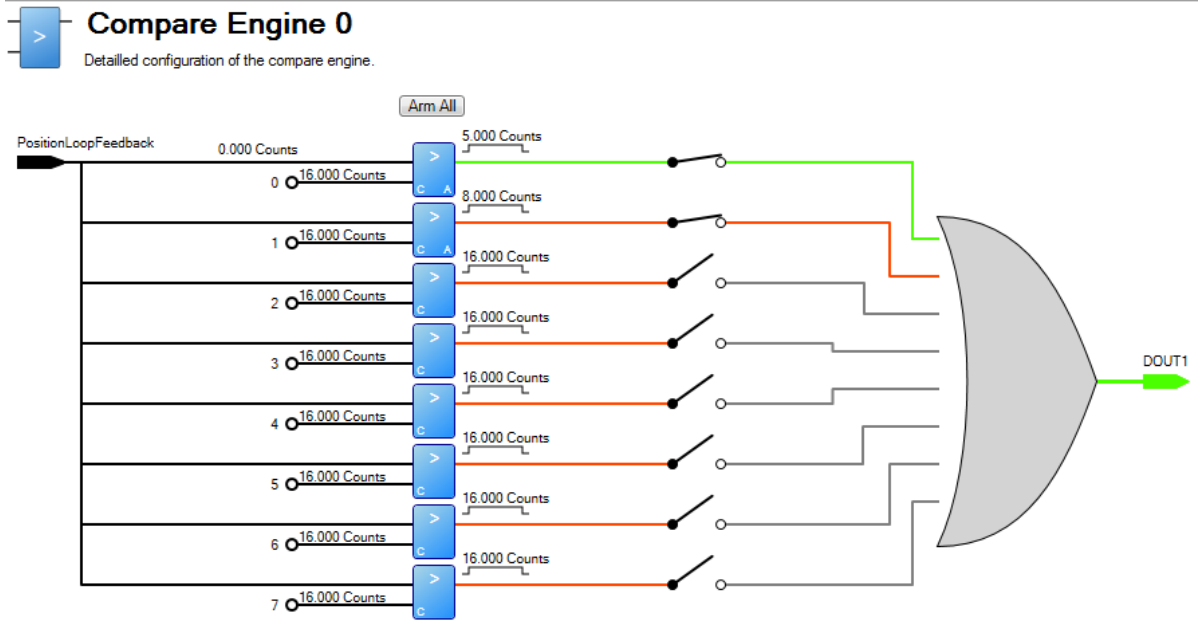 >
Compare Engine 0
Detailled configuration of the compare engine.
Arm All
PositionLoopFeedback
0.000 Counts
5.000 Counts
>
0 16.000 Counts
C A
8.000 Counts
>
1 16.000 Counts
C A
16.000 Counts
>
2 16.000 Counts
C
16.000 Counts
>
3 16.000 Counts
C
DOUT1
16.000 Counts
>
4 16.000 Counts
C
16.000 Counts
>
5 16.000 Counts
C
16.000 Counts
>
6 16.000 Counts
C
16.000 Counts
>
7 16.000 Counts
C